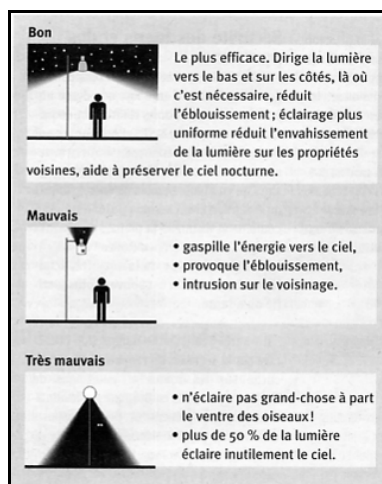 Bon
Le plus efficace. Dirige la lumière
vers le bas et sur les côtés, là où
c'est nécessaire, réduit
l'éblouissement ; éclairage plus
uniforme réduit l'envahissement
de la lumière sur les propriétés
voisines, aide à préserver le ciel nocturne.
Mauvais
• gaspille l'énergie vers le ciel,
• provoque l'éblouissement,
• intrusion sur le voisinage.
Très mauvais
• n'éclaire pas grand-chose à part
le ventre des oiseaux!
• plus de 50 % de la lumière
éclaire inutilement le ciel.